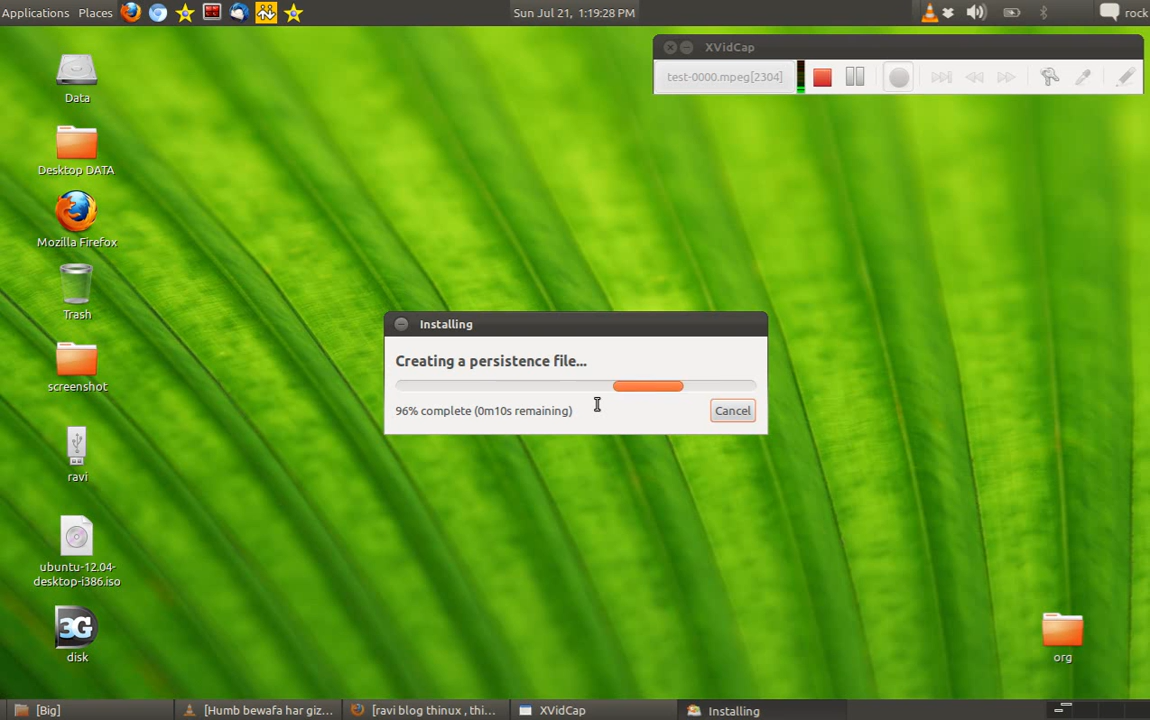 Applications Places
Sun Jul 21, 1:19:28 PM
rock
XVidCap
test-0000.mpeg[2304]
Data
Desktop DATA
Mozilla Firefox
Trash
screenshot
ravi
ubuntu-12.04-
desktop-i386.iso
3G
disk
Installing
Creating a persistence file...
96% complete (0m10s remaining)
Cancel
org
[Big]
[Humb bewafa har giz...
[ravi blog thinux , thi...
XVidCap
Installing